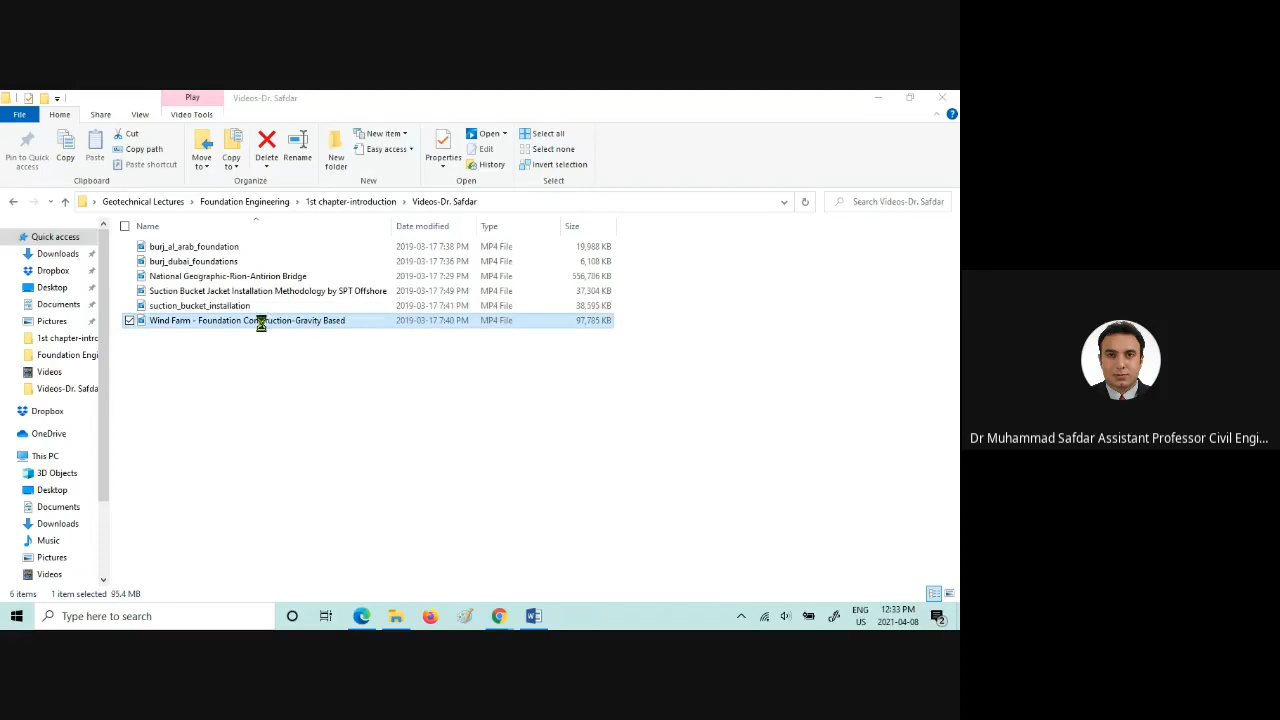 Play
Videos-Dr. Safdar
File
Home
Share
View
Video Tools
Pin to Quick access
Copy
Paste
Cut
Copy path
Paste shortcut
Move to
Copy to
Delete
Rename
New folder
New item
Easy access
Properties
Open
Edit
History
Select all
Select none
Invert selection
Clipboard
Organize
New
Open
Select
Geotechnical Lectures > Foundation Engineering > 1st chapter-introduction > Videos-Dr. Safdar
Search Videos-Dr. Safdar
Name Date modified Type Size
burj_al_arab_foundation 2019-03-17 7:38 PM MP4 File 19,988 KB
burj_dubai_foundations 2019-03-17 7:36 PM MP4 File 6,108 KB
National Geographic-Rion-Antirion Bridge 2019-03-17 7:29 PM MP4 File 556,786 KB
Suction Bucket Jacket Installation Methodology by SPT Offshore 2019-03-17 7:49 PM MP4 File 37,304 KB
suction_bucket_installation 2019-03-17 7:41 PM MP4 File 38,595 KB
Wind Farm - Foundation Construction-Gravity Based 2019-03-17 7:40 PM MP4 File 97,785 KB
Quick access
Downloads
Dropbox
Desktop
Documents
Pictures
1st chapter-intro
Foundation Engi
Videos
Videos-Dr. Safda
Dropbox
OneDrive
This PC
3D Objects
Desktop
Documents
Downloads
Music
Pictures
Videos
6 items 1 item selected 95.4 MB
Type here to search
ENG
US
12:33 PM
2021-04-08
2
Dr Muhammad Safdar Assistant Professor Civil Engi...